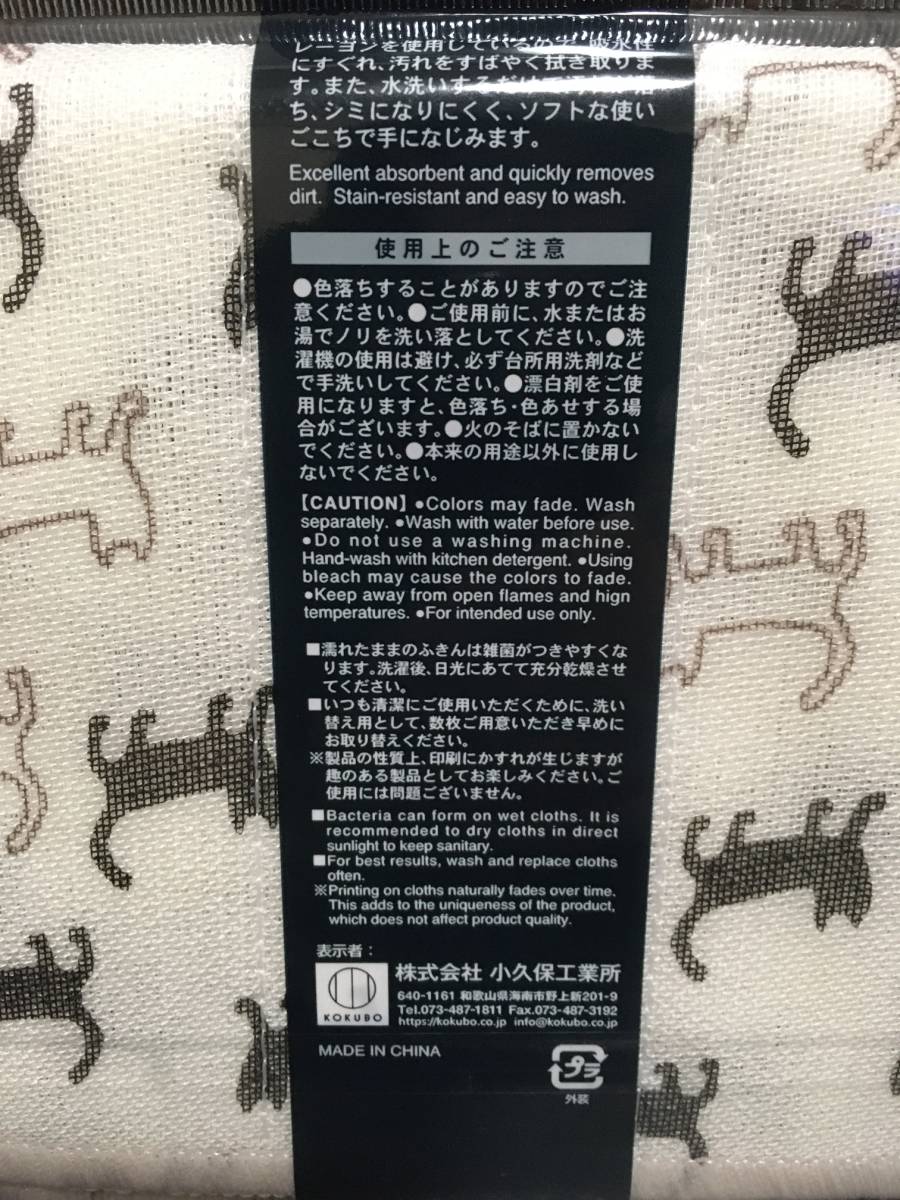 レーヨンを使用しているので、吸水性
にすぐれ、汚れをすばやく拭き取りま
す。また、水洗いするだけで
ち、シミになりにくく、ソフトな使い
ごこちで手になじみます。
Excellent absorbent and quickly removes
dirt. Stain-resistant and easy to wash.
使用上のご注意
●色落ちすることがありますのでご注
意ください。●ご使用前に、水またはお
湯でノリを洗い落としてください。●洗
濯機の使用は避け、必ず台所用洗剤など
で手洗いしてください。●漂白剤をご使
用になりますと、色落ち・色あせする場
合がございます。●火のそばに置かない
でください。●本来の用途以外に使用し
ないでください。
【CAUTION】 ●Colors may fade. Wash
separately. ●Wash with water before use.
●Do not use a washing machine.
Hand-wash with kitchen detergent. ●Using
bleach may cause the colors to fade.
●Keep away from open flames and hign
temperatures. ●For intended use only.
■濡れたままのふきんは雑菌がつきやすくな
ります。洗濯後、日光にあてて充分乾燥させ
てください。
■いつも清潔にご使用いただくために、洗い
替え用として、数枚ご用意いただき早めに
お取り替えください。
※製品の性質上、印刷にかすれが生じますが
趣のある製品としてお楽しみください。ご
使用には問題ございません。
■Bacteria can form on wet cloths. It is
recommended to dry cloths in direct
sunlight to keep sanitary.
■For best results, wash and replace cloths
often.
※Printing on cloths naturally fades over time.
This adds to the uniqueness of the product,
which does not affect product quality.
表示者：
KOKUBO
株式会社 小久保工業所
640-1161 和歌山県海南市野上新201-9
Tel.073-487-1811 Fax.073-487-3192
https://kokubo.co.jp info@kokubo.co.jp
MADE IN CHINA
プラ
外装